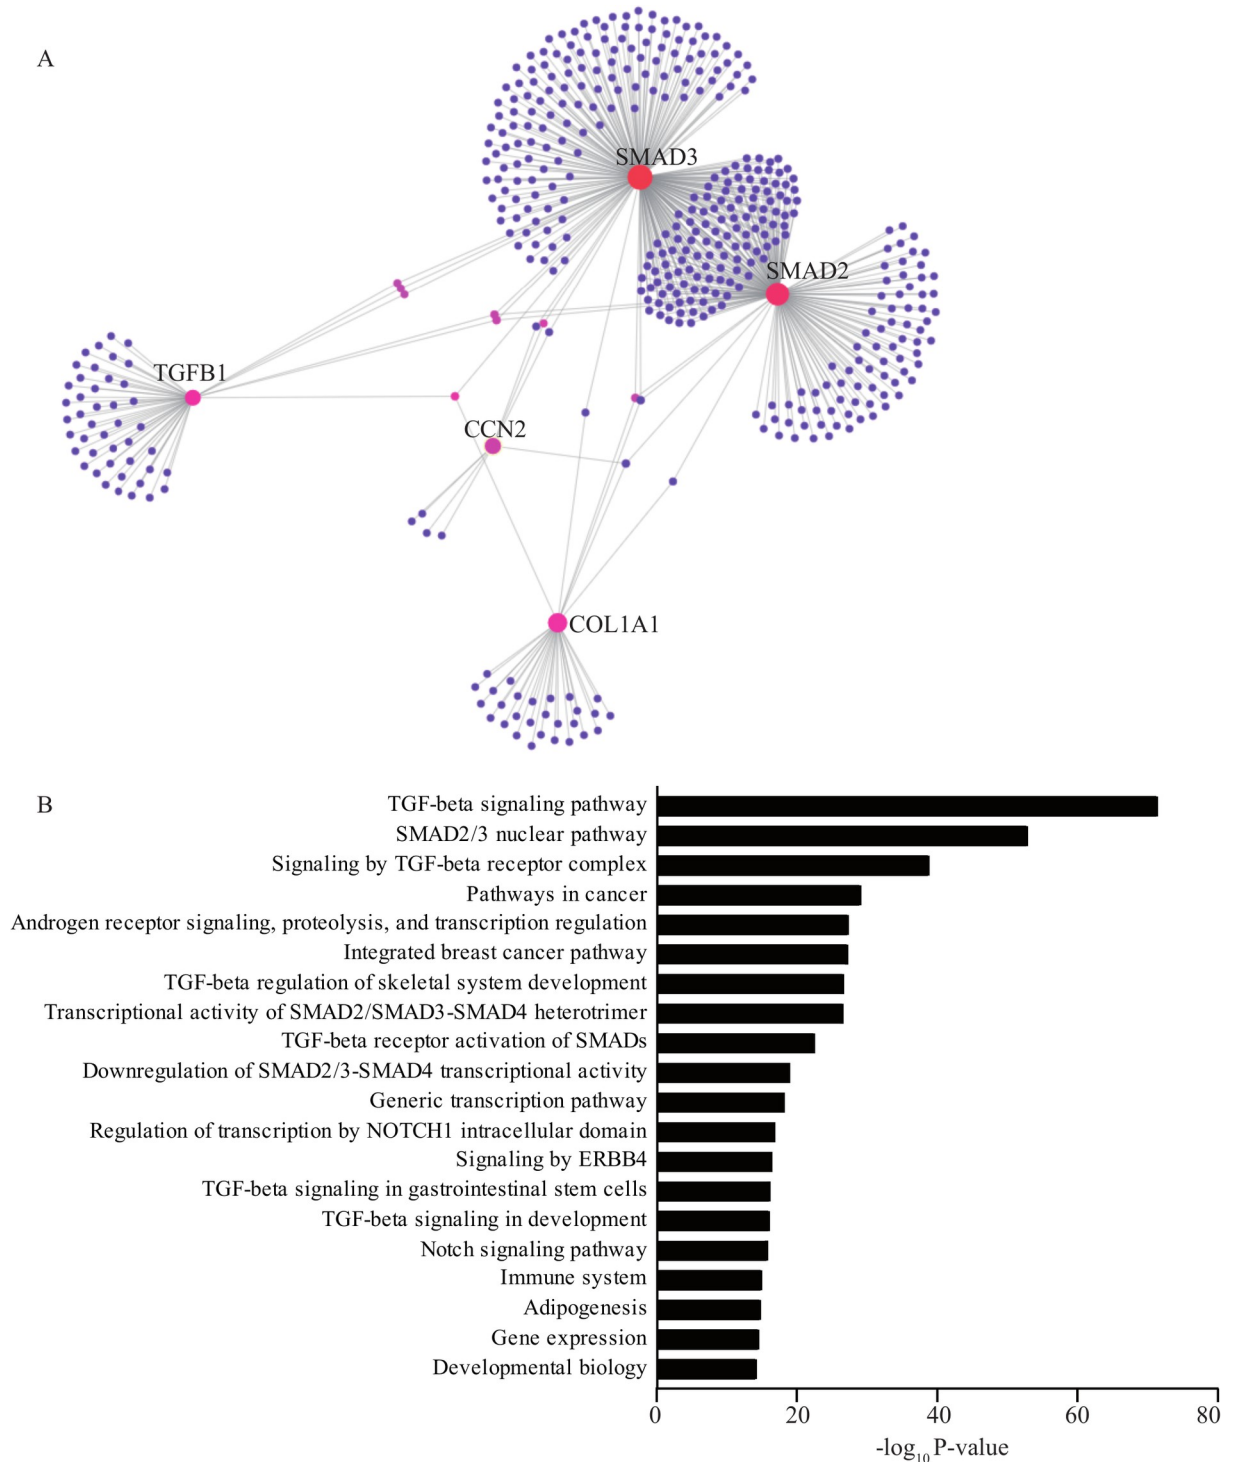 A
SMAD3
SMAD2
TGFB1
CCN2
COL1A1
B
TGF-beta signaling pathway
SMAD2/3 nuclear pathway
Signaling by TGF-beta receptor complex
Pathways in cancer
Androgen receptor signaling, proteolysis, and transcription regulation
Integrated breast cancer pathway
TGF-beta regulation of skeletal system development
Transcriptional activity of SMAD2/SMAD3-SMAD4 heterotrimer
TGF-beta receptor activation of SMADs
Downregulation of SMAD2/3-SMAD4 transcriptional activity
Generic transcription pathway
Regulation of transcription by NOTCH1 intracellular domain
Signaling by ERBB4
TGF-beta signaling in gastrointestinal stem cells
TGF-beta signaling in development
Notch signaling pathway
Immune system
Adipogenesis
Gene expression
Developmental biology
0 20 40 60 80
-log₁₀ P-value